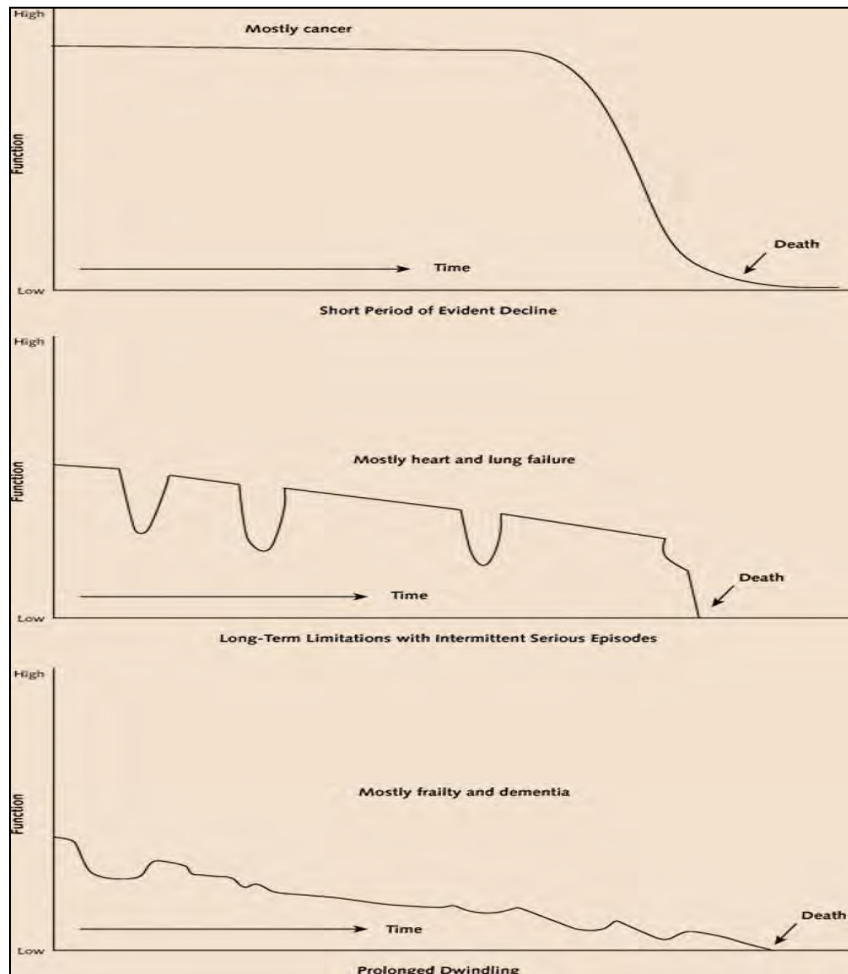 High
Mostly cancer
Function
Death
Time
Low
Short Period of Evident Decline
High
Mostly heart and lung failure
Function
Death
Time
Low
Long-Term Limitations with Intermittent Serious Episodes
High
Mostly frailty and dementia
Function
Death
Time
Low
Prolonged Dwindling